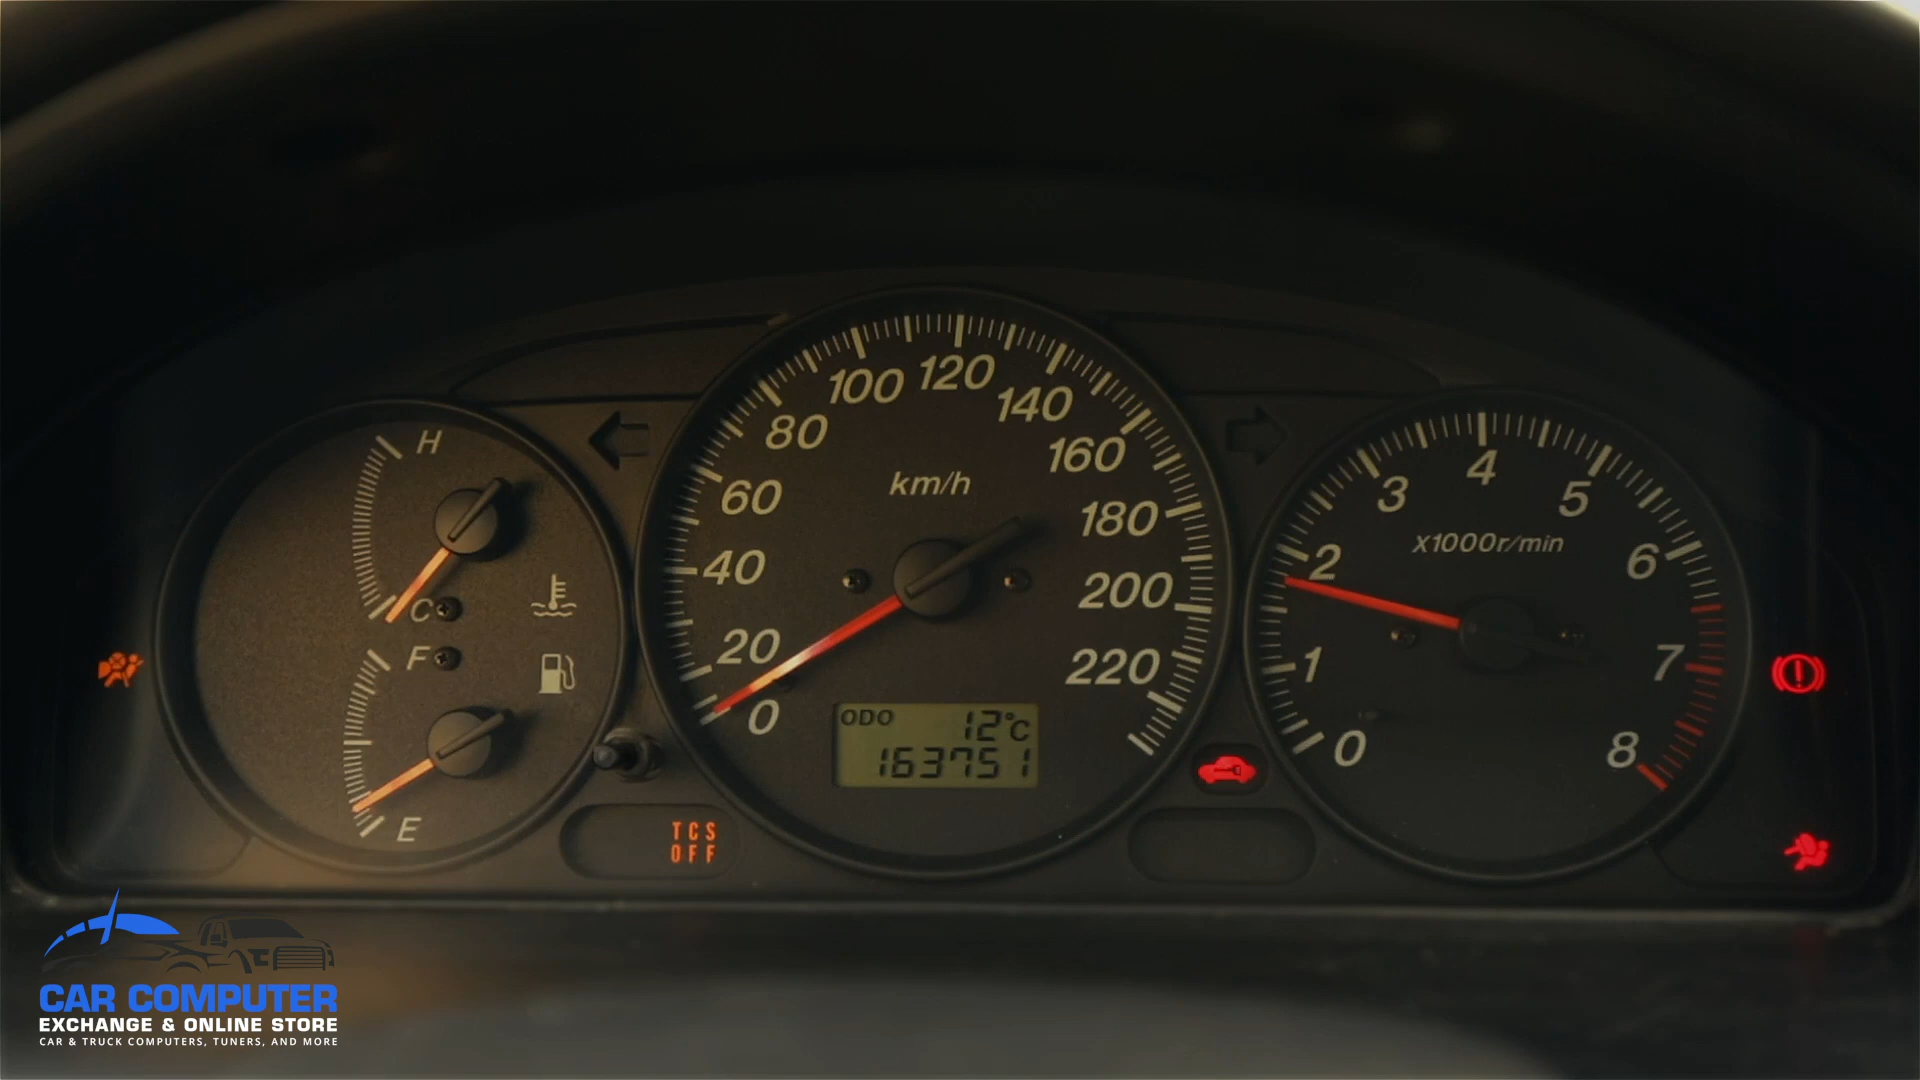 H
C
F
E
TCS
OFF
km/h
0
20
40
60
80
100
120
140
160
180
200
220
ODO 12°C
163751
x1000r/min
0
1
2
3
4
5
6
7
8
CAR COMPUTER
EXCHANGE & ONLINE STORE
CAR & TRUCK COMPUTERS, TUNERS, AND MORE